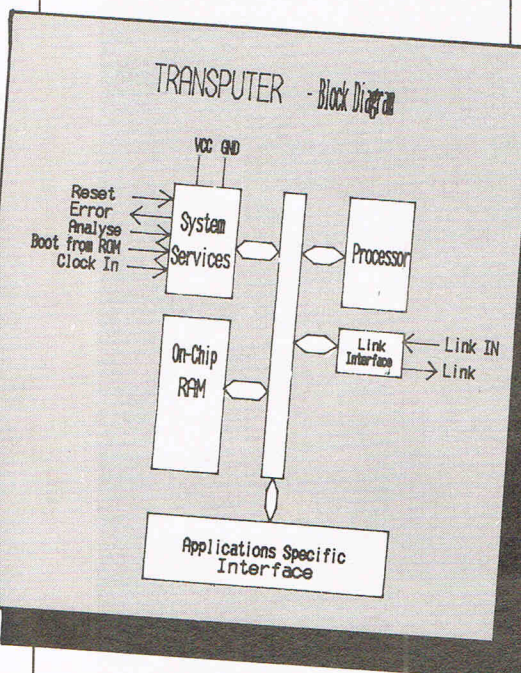 TRANSPUTER - Block Diagram
VCC GND
Reset
Error
Analyse
Boot from ROM
Clock In
System
Services
Processor
On-Chip
RAM
Link
Interface
Link IN
Link
Applications Specific
Interface